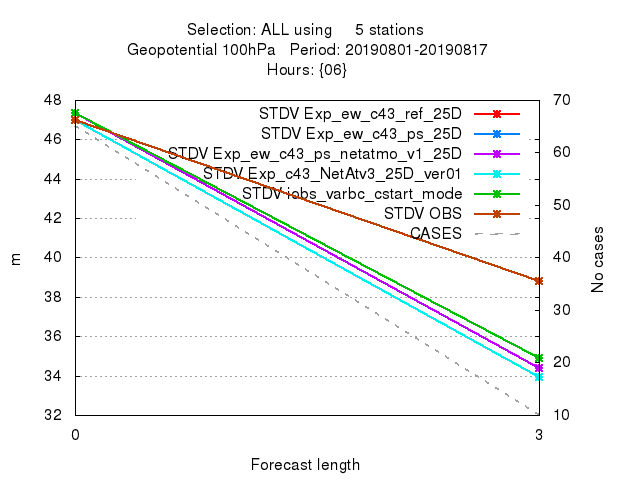 Selection: ALL using     5 stations
Geopotential 100hPa   Period: 20190801-20190817
Hours: {06}
STDV Exp_ew_c43_ref_25D
STDV Exp_ew_c43_ps_25D
STDV Exp_ew_c43_ps_netatmo_v1_25D
STDV Exp_c43_NetAtv3_25D_ver01
STDV iobs_varbc_cstart_mode
STDV OBS
CASES
48
46
44
42
40
38
36
34
32
m
70
60
50
40
30
20
10
No cases
0
3
Forecast length